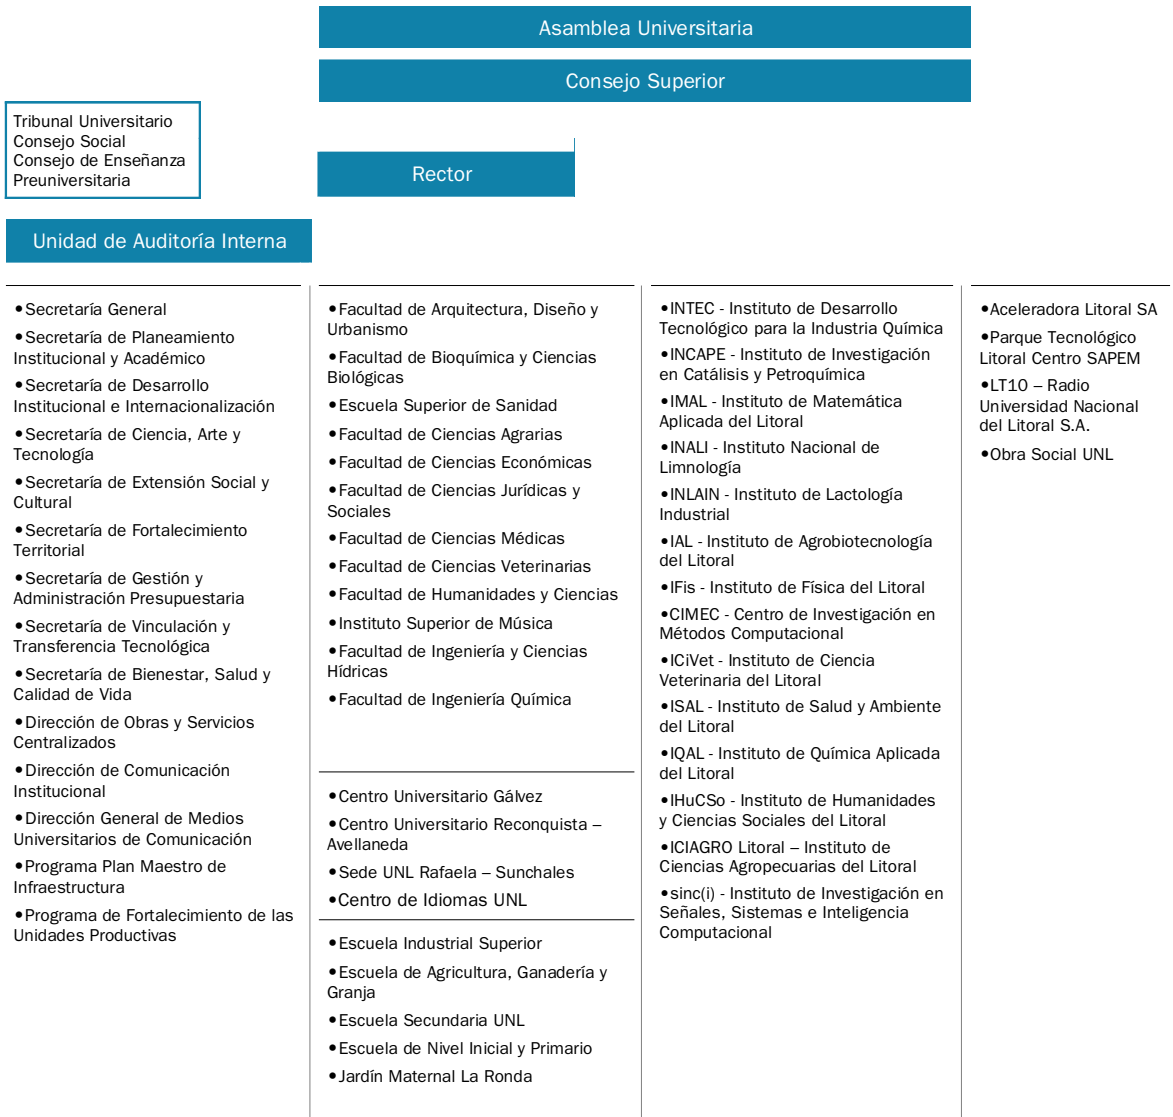 Asamblea Universitaria
Consejo Superior
Tribunal Universitario
Consejo Social
Consejo de Enseñanza
Preuniversitaria
Rector
Unidad de Auditoría Interna
•Secretaría General
•Secretaría de Planeamiento
Institucional y Académico
•Secretaría de Desarrollo
Institucional e Internacionalización
•Secretaría de Ciencia, Arte y
Tecnología
•Secretaría de Extensión Social y
Cultural
•Secretaría de Fortalecimiento
Territorial
•Secretaría de Gestión y
Administración Presupuestaria
•Secretaría de Vinculación y
Transferencia Tecnológica
•Secretaría de Bienestar, Salud y
Calidad de Vida
•Dirección de Obras y Servicios
Centralizados
•Dirección de Comunicación
Institucional
•Dirección General de Medios
Universitarios de Comunicación
•Programa Plan Maestro de
Infraestructura
•Programa de Fortalecimiento de las
Unidades Productivas
•Facultad de Arquitectura, Diseño y
Urbanismo
•Facultad de Bioquímica y Ciencias
Biológicas
•Escuela Superior de Sanidad
•Facultad de Ciencias Agrarias
•Facultad de Ciencias Económicas
•Facultad de Ciencias Jurídicas y
Sociales
•Facultad de Ciencias Médicas
•Facultad de Ciencias Veterinarias
•Facultad de Humanidades y Ciencias
•Instituto Superior de Música
•Facultad de Ingeniería y Ciencias
Hídricas
•Facultad de Ingeniería Química
•Centro Universitario Gálvez
•Centro Universitario Reconquista –
Avellaneda
•Sede UNL Rafaela – Sunchales
•Centro de Idiomas UNL
•Escuela Industrial Superior
•Escuela de Agricultura, Ganadería y
Granja
•Escuela Secundaria UNL
•Escuela de Nivel Inicial y Primario
•Jardín Maternal La Ronda
•INTEC - Instituto de Desarrollo
Tecnológico para la Industria Química
•INCAPE - Instituto de Investigación
en Catálisis y Petroquímica
•IMAL - Instituto de Matemática
Aplicada del Litoral
•INALI - Instituto Nacional de
Limnología
•INLAIN - Instituto de Lactología
Industrial
•IAL - Instituto de Agrobiotecnología
del Litoral
•IFis - Instituto de Física del Litoral
•CIMEC - Centro de Investigación en
Métodos Computacional
•ICiVet - Instituto de Ciencia
Veterinaria del Litoral
•ISAL - Instituto de Salud y Ambiente
del Litoral
•IQAL - Instituto de Química Aplicada
del Litoral
•IHuCSo - Instituto de Humanidades
y Ciencias Sociales del Litoral
•ICIAGRO Litoral – Instituto de
Ciencias Agropecuarias del Litoral
•sinc(i) - Instituto de Investigación en
Señales, Sistemas e Inteligencia
Computacional
•Aceleradora Litoral SA
•Parque Tecnológico
Litoral Centro SAPEM
•LT10 – Radio
Universidad Nacional
del Litoral S.A.
•Obra Social UNL